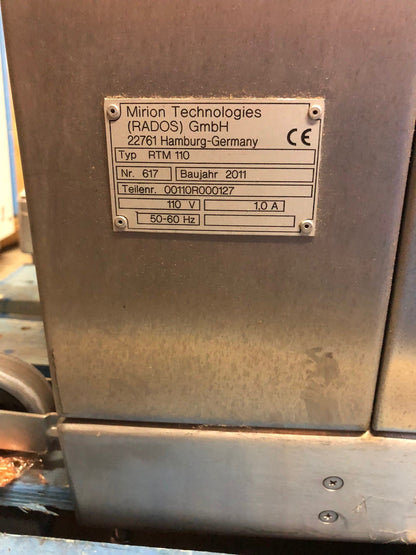 Mirion Technologies
(RADOS) GmbH
22761 Hamburg-Germany CE
Typ RTM 110
Nr. 617 Baujahr 2011
Teilenr. 00110R000127
110 V 1,0 A
50-60 Hz